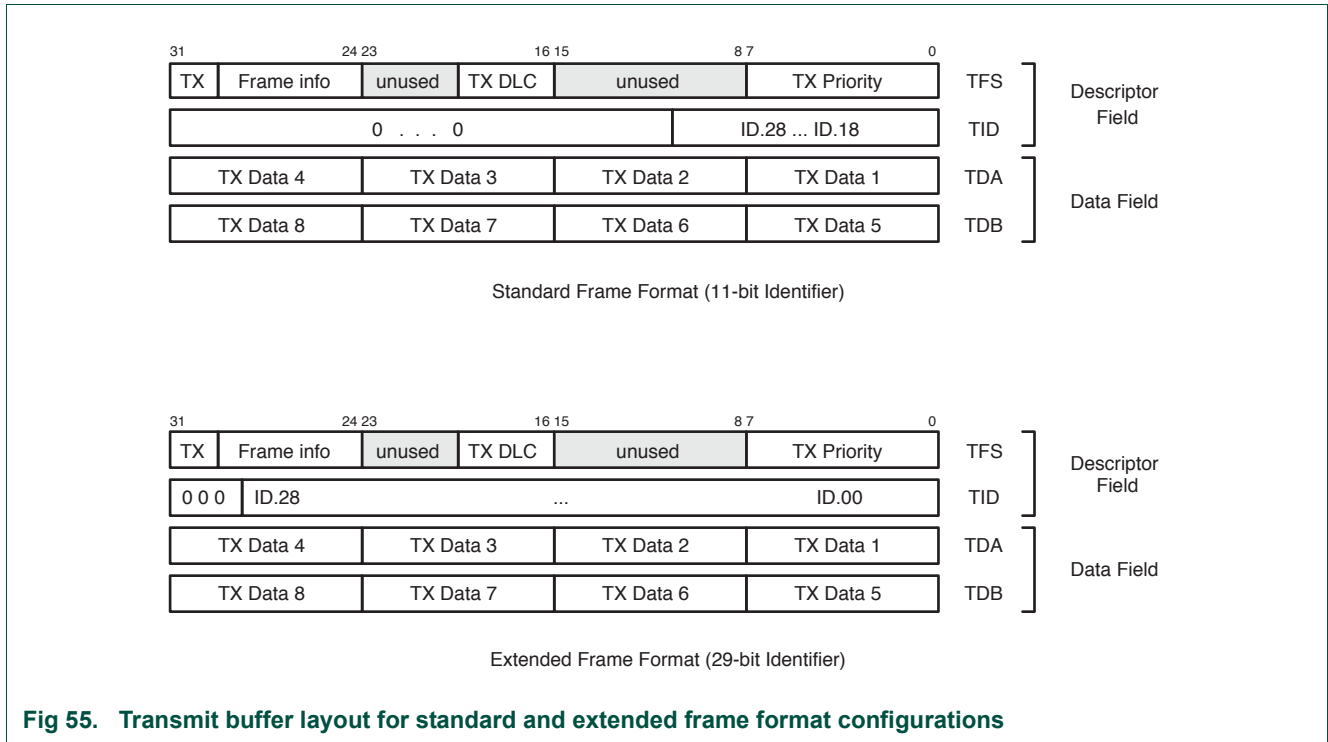 31 24 23 16 15 8 7 0
TX Frame info unused TX DLC unused TX Priority TFS
Descriptor
Field
0 . . . 0 ID.28 ... ID.18 TID
TX Data 4 TX Data 3 TX Data 2 TX Data 1 TDA
Data Field
TX Data 8 TX Data 7 TX Data 6 TX Data 5 TDB
Standard Frame Format (11-bit Identifier)
31 24 23 16 15 8 7 0
TX Frame info unused TX DLC unused TX Priority TFS
Descriptor
Field
0 0 0 ID.28 ... ID.00 TID
TX Data 4 TX Data 3 TX Data 2 TX Data 1 TDA
Data Field
TX Data 8 TX Data 7 TX Data 6 TX Data 5 TDB
Extended Frame Format (29-bit Identifier)
Fig 55. Transmit buffer layout for standard and extended frame format configurations